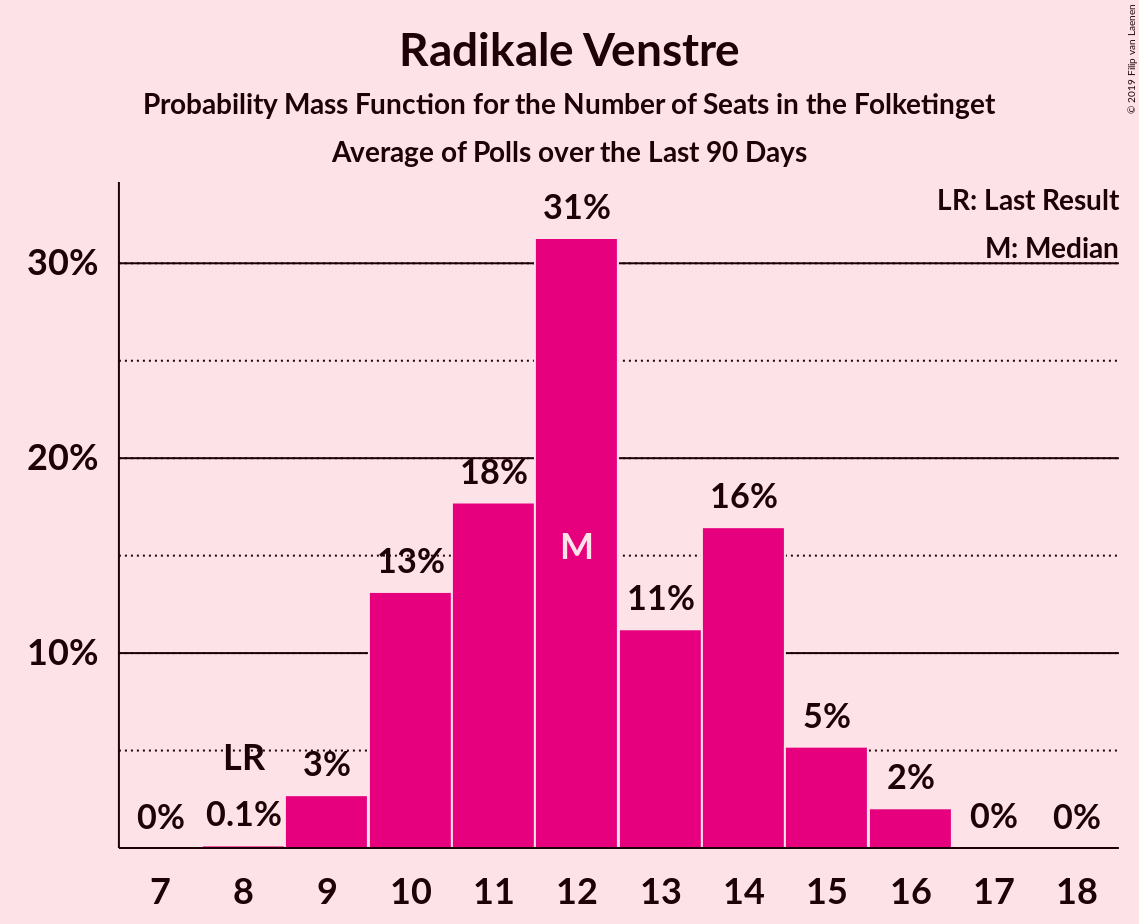 Radikale Venstre
Probability Mass Function for the Number of Seats in the Folketinget
Average of Polls over the Last 90 Days
© 2019 Filip van Laenen
LR: Last Result
M: Median
31%
30%
20%
18%
16%
M
13%
11%
10%
5%
LR
3%
2%
0%
0.1%
0%
0%
7 8 9 10 11 12 13 14 15 16 17 18